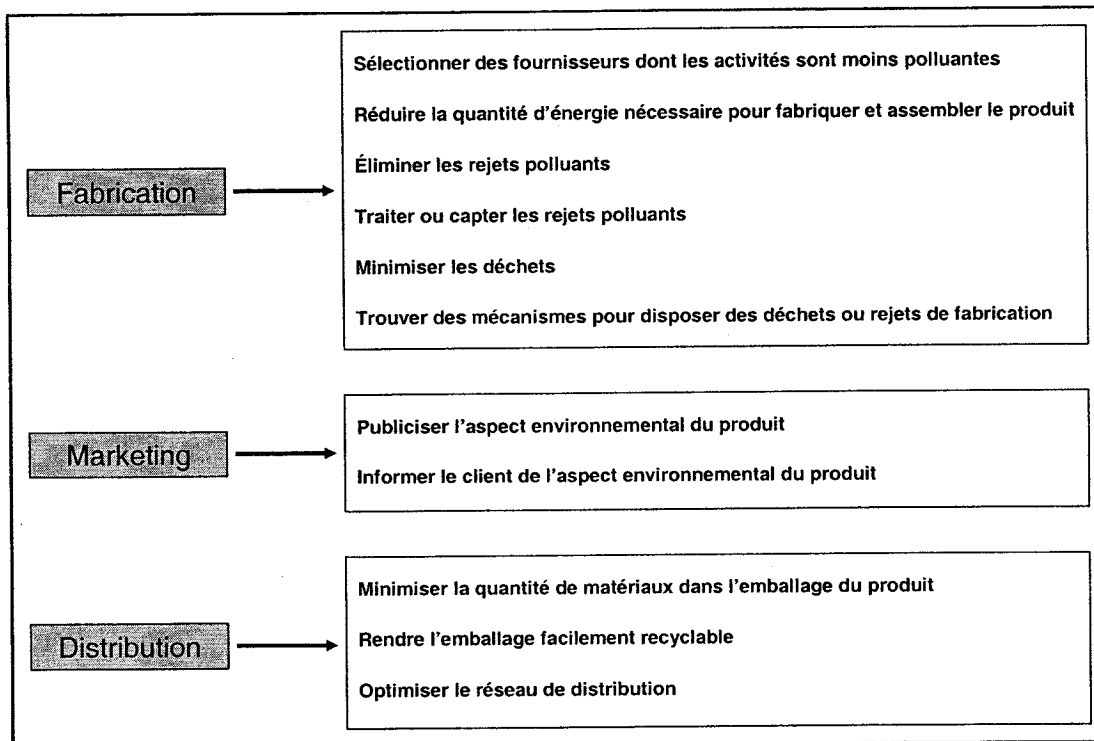 Fabrication
Sélectionner des fournisseurs dont les activités sont moins polluantes
Réduire la quantité d'énergie nécessaire pour fabriquer et assembler le produit
Éliminer les rejets polluants
Traiter ou capter les rejets polluants
Minimiser les déchets
Trouver des mécanismes pour disposer des déchets ou rejets de fabrication
Marketing
Publiciser l'aspect environnemental du produit
Informer le client de l'aspect environnemental du produit
Distribution
Minimiser la quantité de matériaux dans l'emballage du produit
Rendre l'emballage facilement recyclable
Optimiser le réseau de distribution